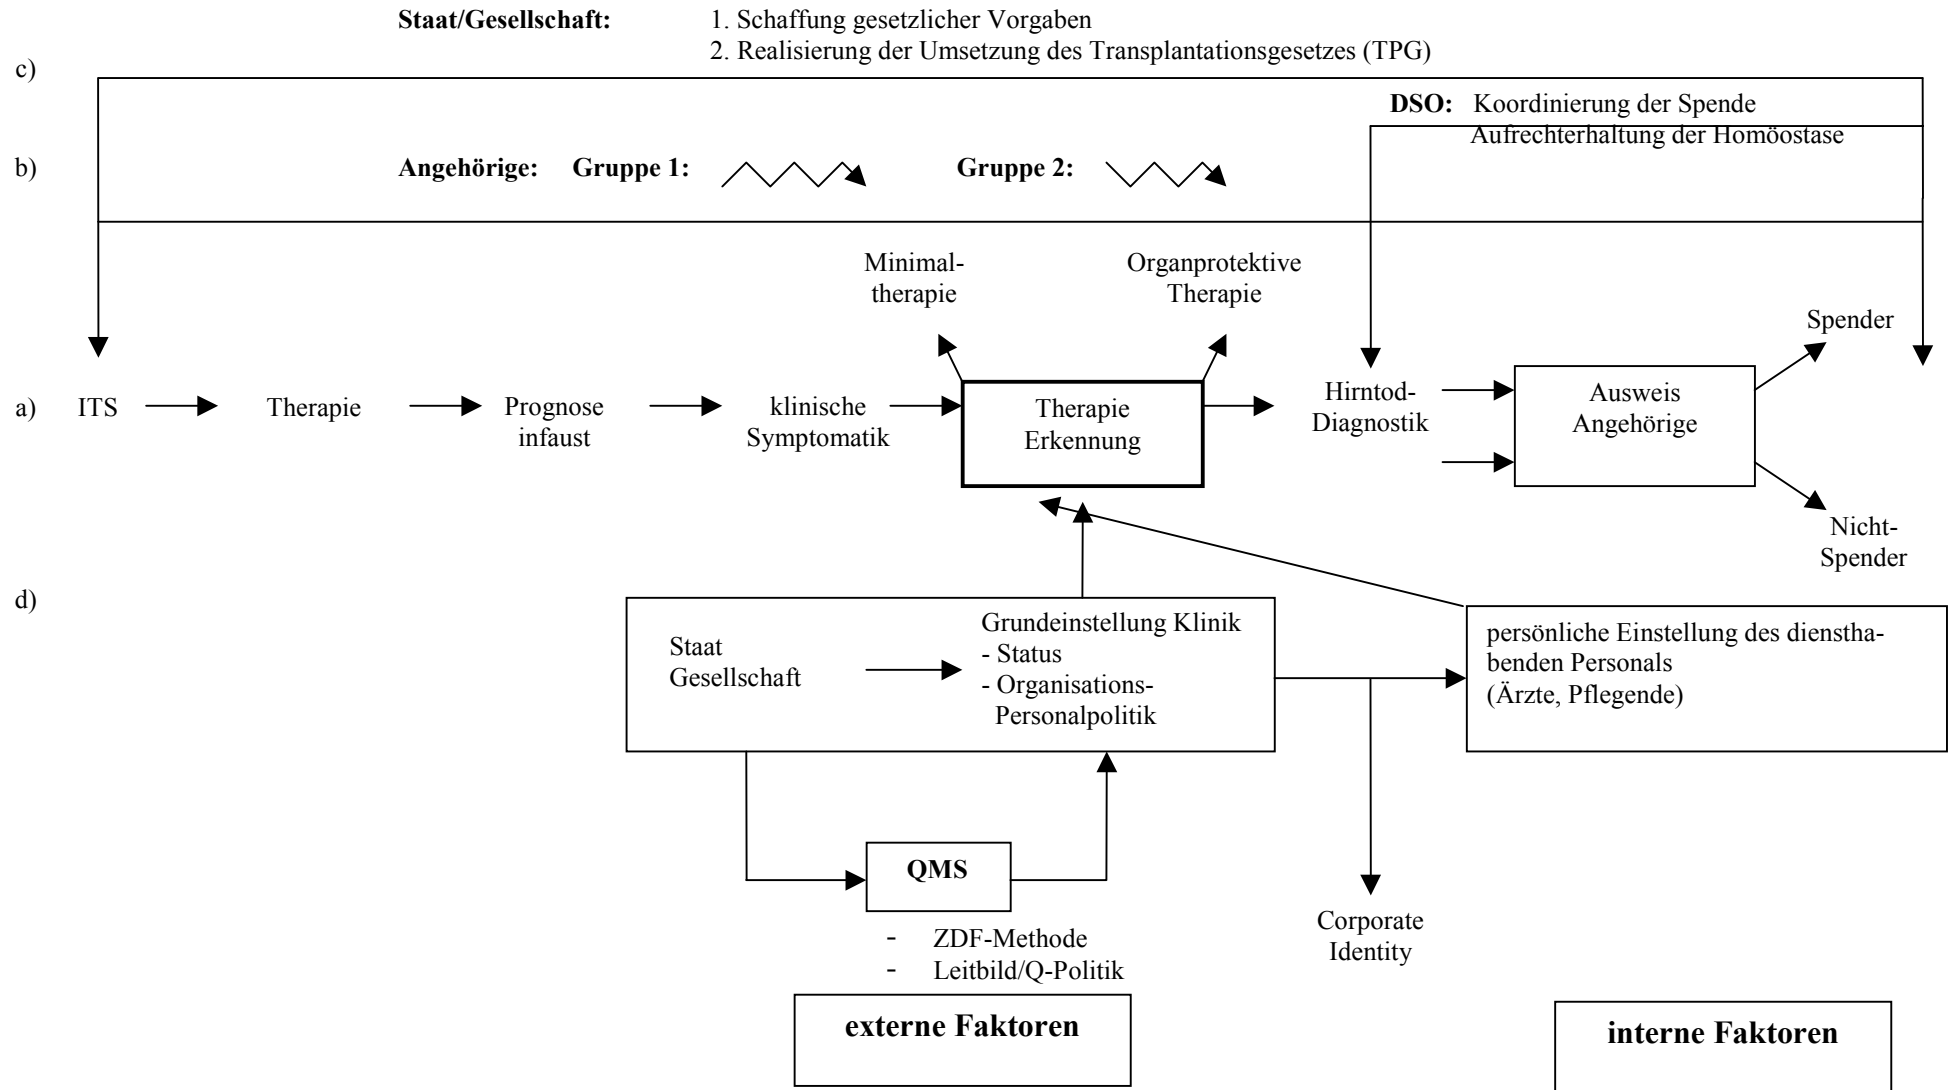 Staat/Gesellschaft: 1. Schaffung gesetzlicher Vorgaben
2. Realisierung der Umsetzung des Transplantationsgesetzes (TPG)
c)
DSO: Koordinierung der Spende
Aufrechterhaltung der Homöostase
b) Angehörige: Gruppe 1: Gruppe 2:
Minimal-
therapie
Organprotektive
Therapie
Spender
a) ITS
Therapie
Prognose
infaust
klinische
Symptomatik
Therapie
Erkennung
Hirntod-
Diagnostik
Ausweis
Angehörige
Nicht-
Spender
d)
Staat
Gesellschaft
Grundeinstellung Klinik
- Status
- Organisations-
Personalpolitik
persönliche Einstellung des diensth­a-
benden Personals
(Ärzte, Pflegende)
QMS
- ZDF-Methode
- Leitbild/Q-Politik
Corporate
Identity
externe Faktoren
interne Faktoren